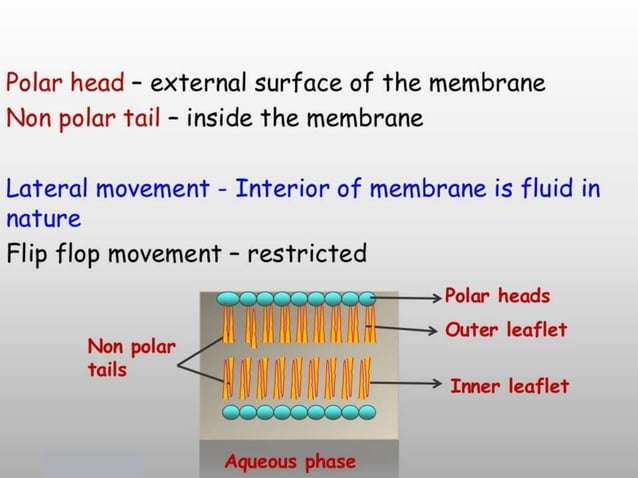 Polar head – external surface of the membrane
Non polar tail – inside the membrane
Lateral movement - Interior of membrane is fluid in
nature
Flip flop movement – restricted
Polar heads
Outer leaflet
Non polar
tails
Inner leaflet
Aqueous phase